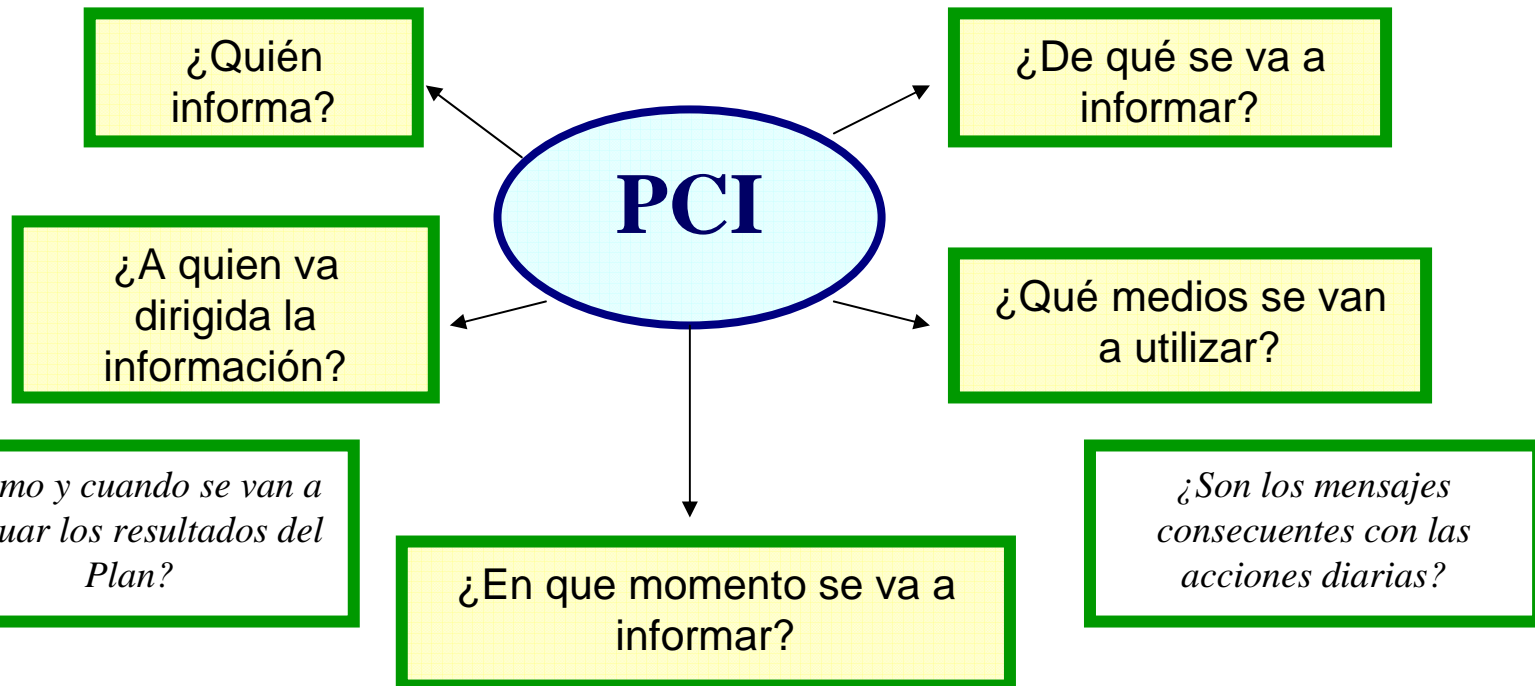 ¿Quién
informa?
¿De qué se va a
informar?
PCI
¿A quien va
dirigida la
información?
¿Qué medios se van
a utilizar?
mo y cuando se van a
uar los resultados del
Plan?
¿Son los mensajes
consecuentes con las
acciones diarias?
¿En que momento se va a
informar?